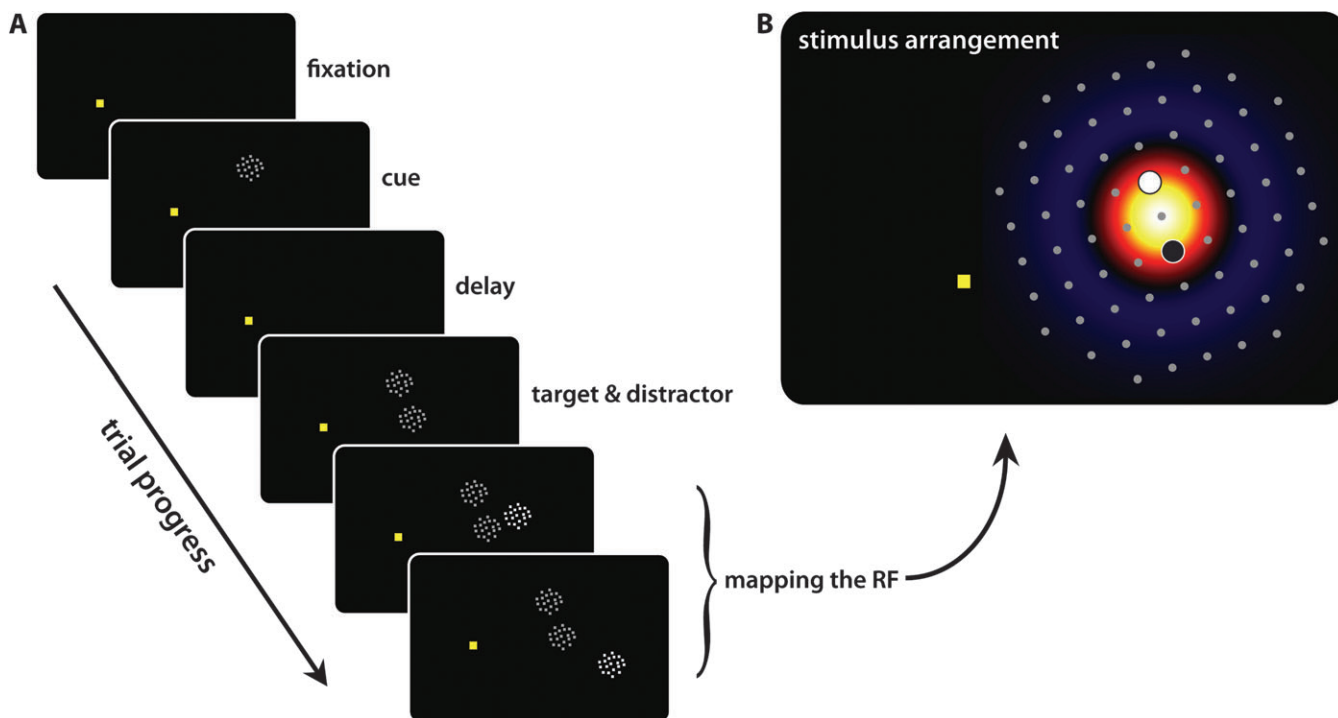 A
fixation
cue
delay
target & distractor
trial progress
mapping the RF
B
stimulus arrangement